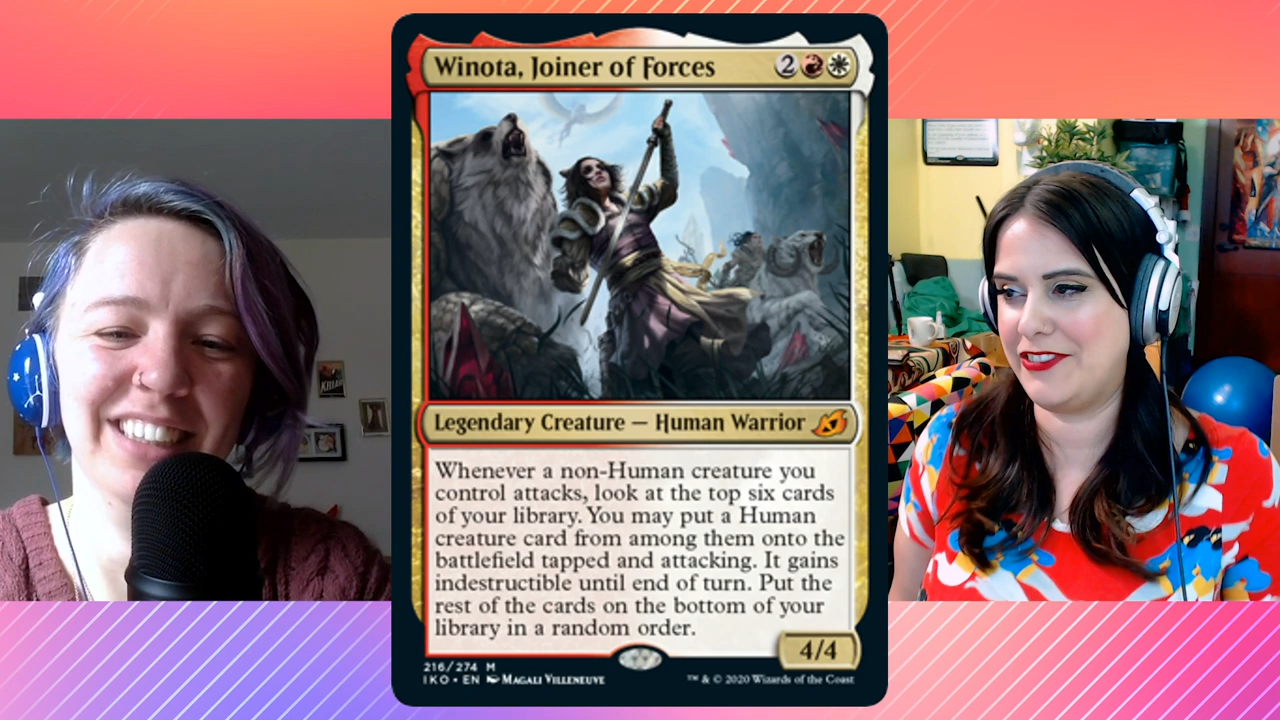 Winota, Joiner of Forces
2
Legendary Creature — Human Warrior
Whenever a non-Human creature you
control attacks, look at the top six cards
of your library. You may put a Human
creature card from among them onto the
battlefield tapped and attacking. It gains
indestructible until end of turn. Put the
rest of the cards on the bottom of your
library in a random order.
4/4
216/274 M
IKO • EN MAGALI VILLENEUVE
™ & © 2020 Wizards of the Coast